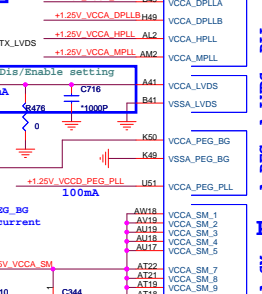 VCCA_DPLLA
+1.25V_VCCA_DPLLB H49 VCCA_DPLLB
TX_LVDS +1.25V_VCCA_HPLL AL2 VCCA_HPLL
+1.25V_VCCA_MPLL AM2 VCCA_MPLL
Dis/Enable setting
A41 VCCA_LVDS
C716
B41 VSSA_LVDS
R476 *1000P
0
K50 VCCA_PEG_BG
K49 VSSA_PEG_BG
+1.25V_VCCD_PEG_PLL U51 VCCA_PEG_PLL
100mA
EG_BG AW18 VCCA_SM_1
current AV19 VCCA_SM_2
AU19 VCCA_SM_3
AU18 VCCA_SM_4
AU17 VCCA_SM_5
5V_VCCA_SM AT22 VCCA_SM_7
AT21 VCCA_SM_8
C344 AT19 VCCA_SM_9
AT18